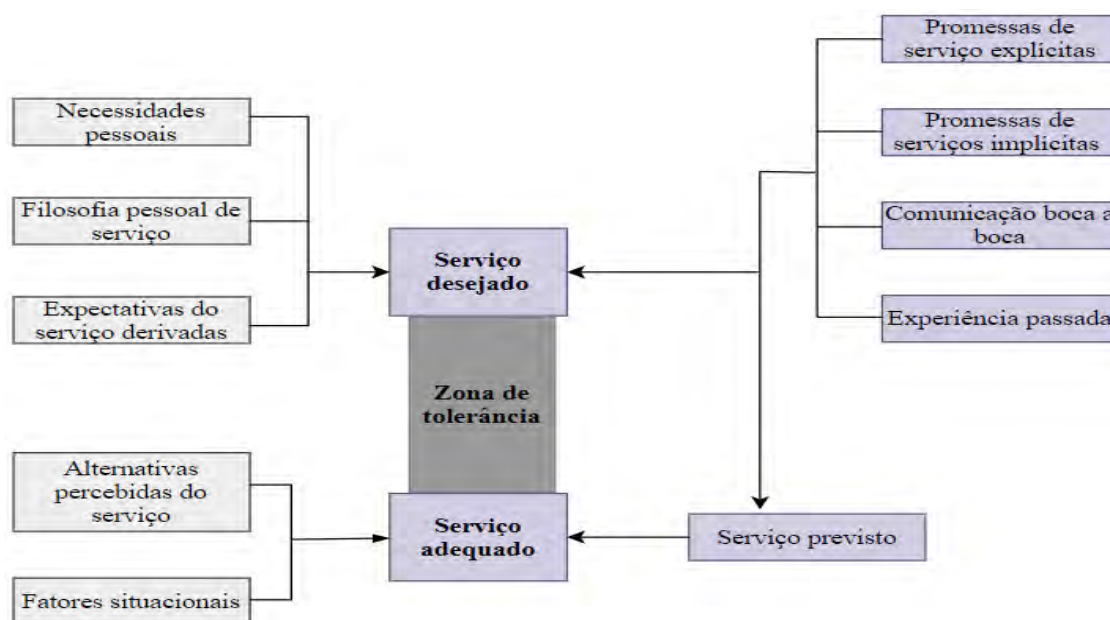 Necessidades
pessoais
Filosofia pessoal de
serviço
Expectativas do
serviço derivadas
Alternativas
percebidas do
serviço
Fatores situacionais
Serviço
desejado
Zona de
tolerância
Serviço
adequado
Promessas de
serviço explícitas
Promessas de
serviços implícitas
Comunicação boca a
boca
Experiência passada
Serviço previsto